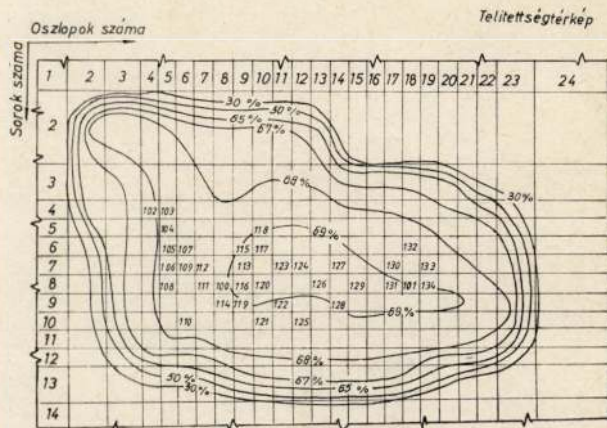 Telítettségtérkép
Oszlopok száma
Sorok száma
1 2 3 4 5 6 7 8 9 10 11 12 13 14 15 16 17 18 19 20 21 22 23 24
30 % 50 %
2 65 %
67 %
3 68 % 30%
4 102 103
5 104 118 69%
6 105 107 115 117 132
7 106 109 112 113 123 124 127 130 133
8 108 111 100 116 120 126 129 131 101 134
9 114 119 122 128 69%
10 110 121 125
11
12 68%
13 50% 67% 65%
30%
14